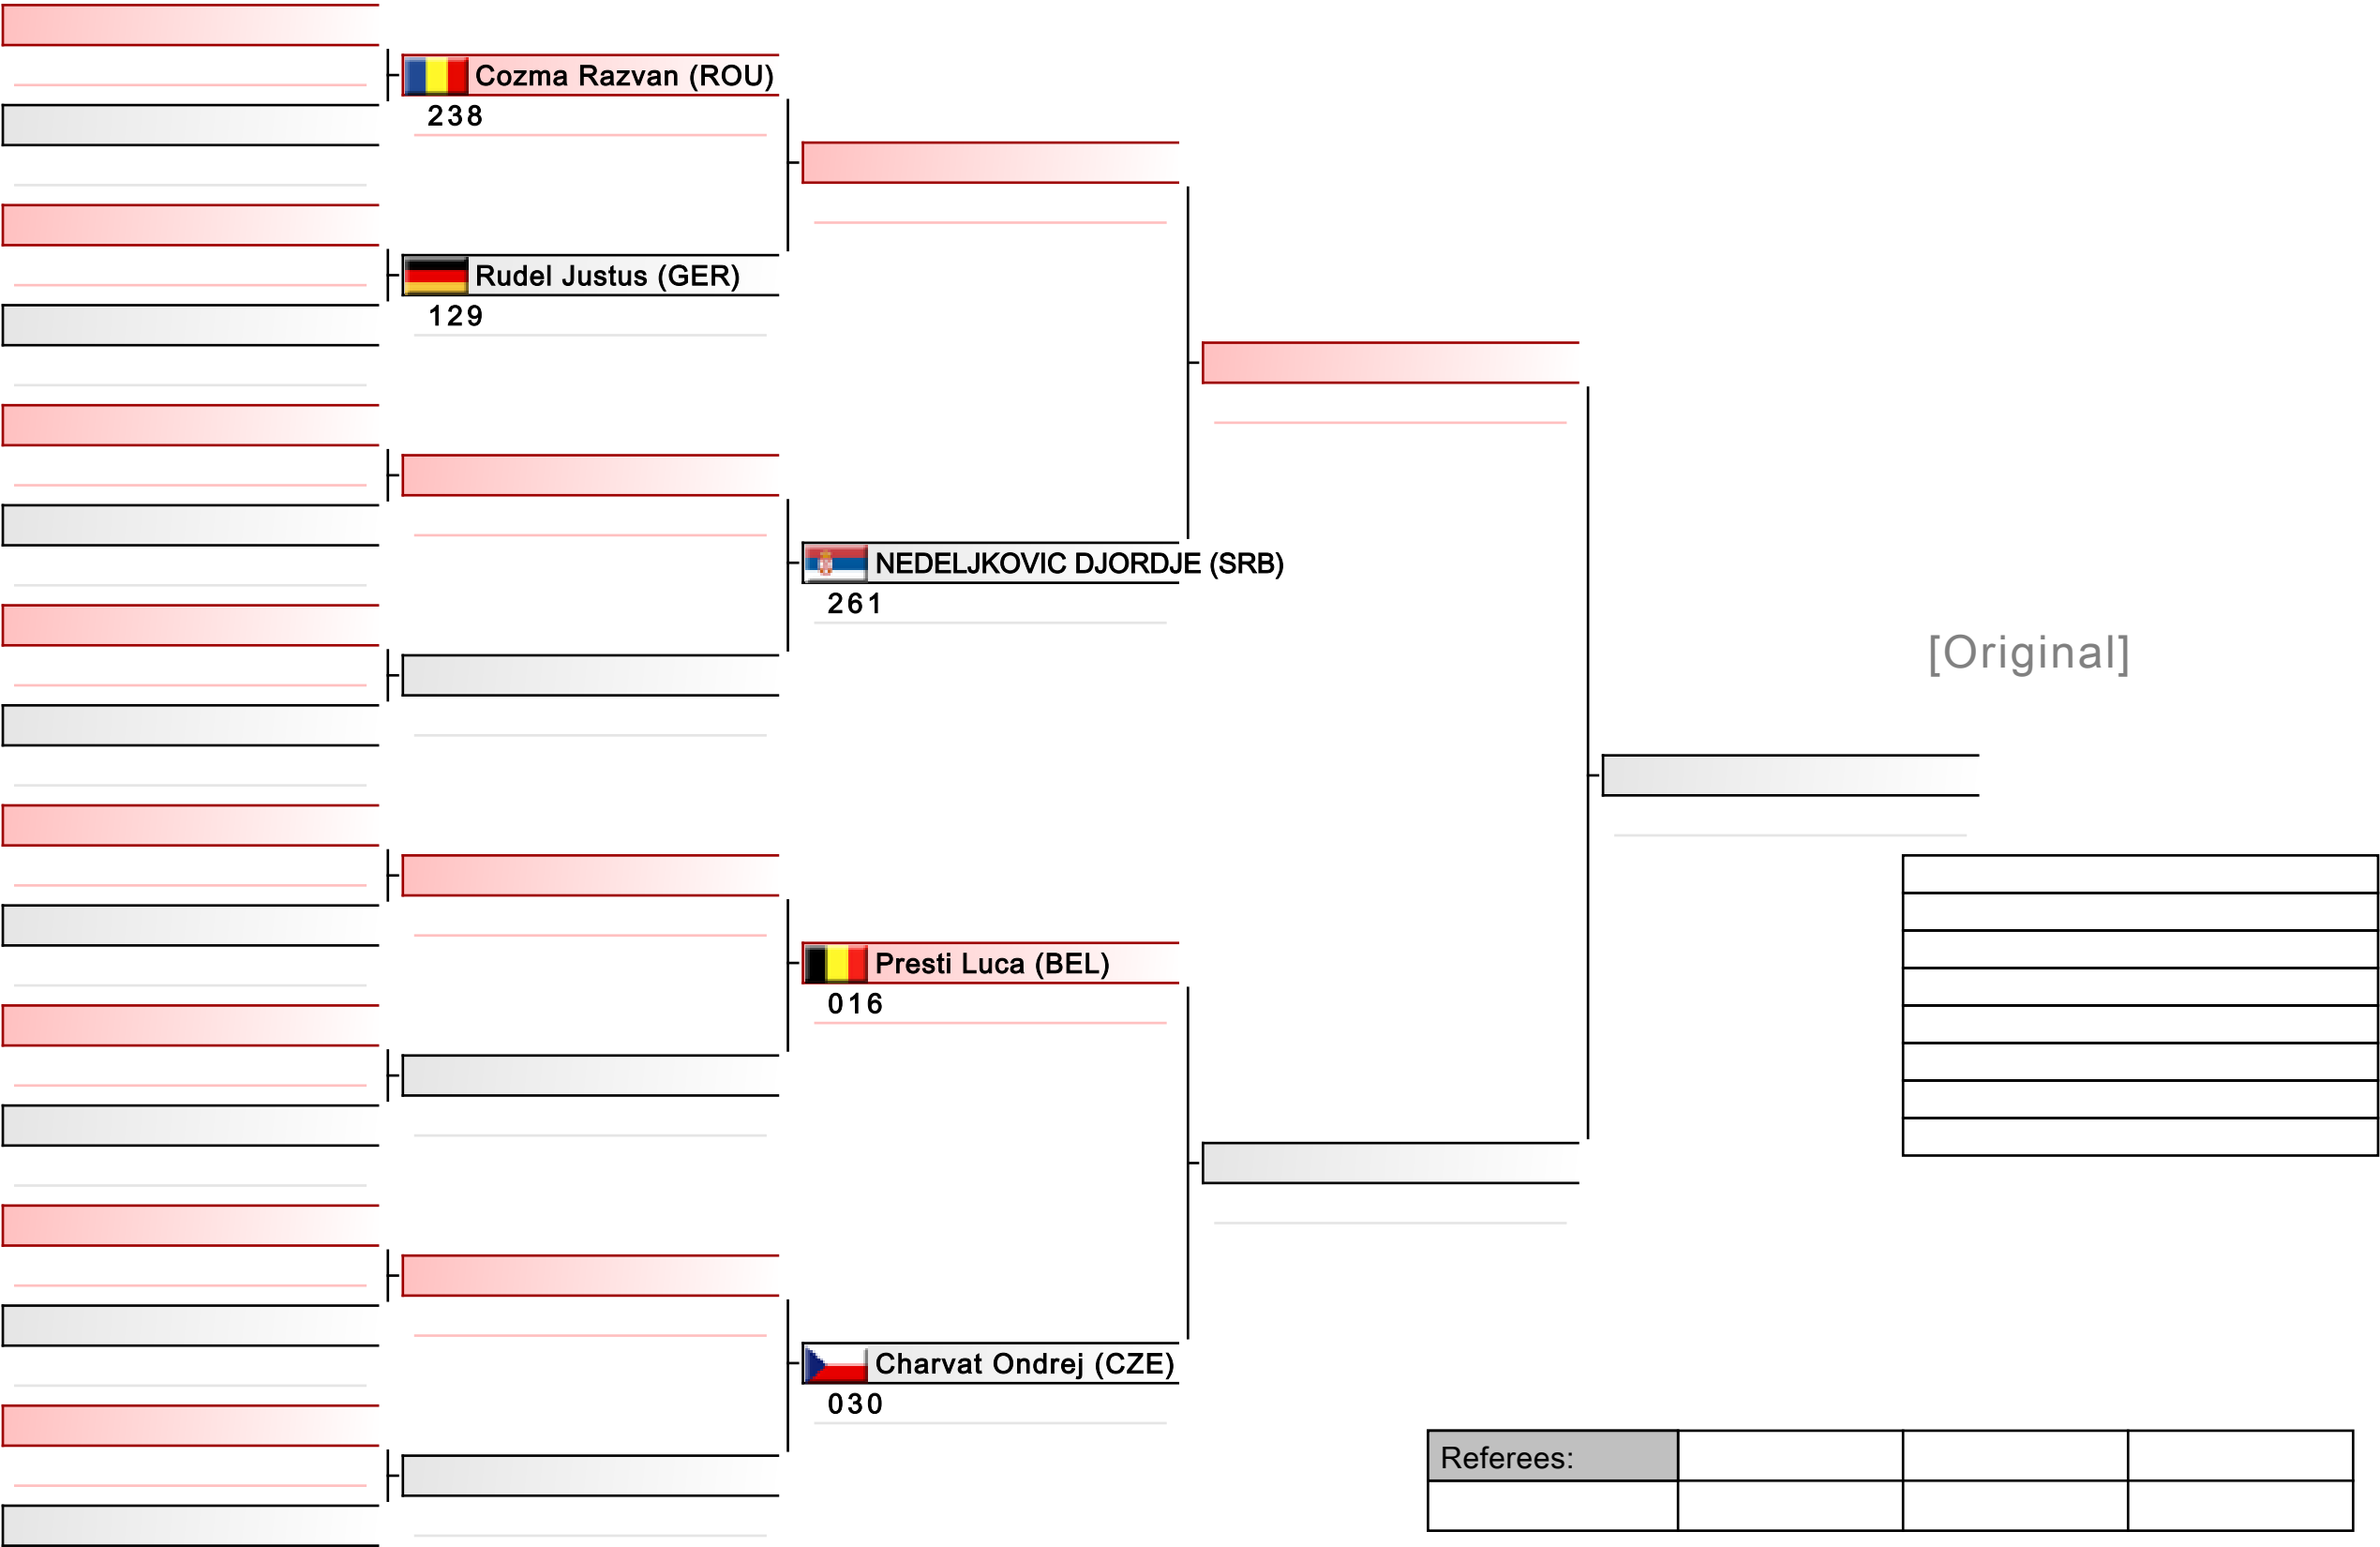 Cozma Razvan (ROU)
238
Rudel Justus (GER)
129
NEDELJKOVIC DJORDJE (SRB)
261
[Original]
Presti Luca (BEL)
016
Charvat Ondrej (CZE)
030
Referees: